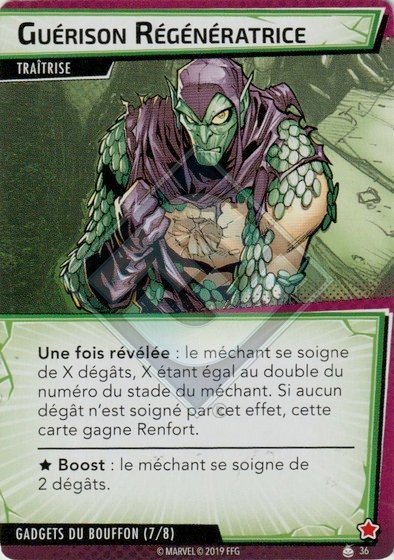 Guérison Régénératrice
TRAÎTRISE
Une fois révélée : le méchant se soigne
de X dégâts, X étant égal au double du
numéro du stade du méchant. Si aucun
dégât n'est soigné par cet effet, cette
carte gagne Renfort.
★ Boost : le méchant se soigne de
2 dégâts.
GADGETS DU BOUFFON (7/8)
© MARVEL © 2019 FFG
36